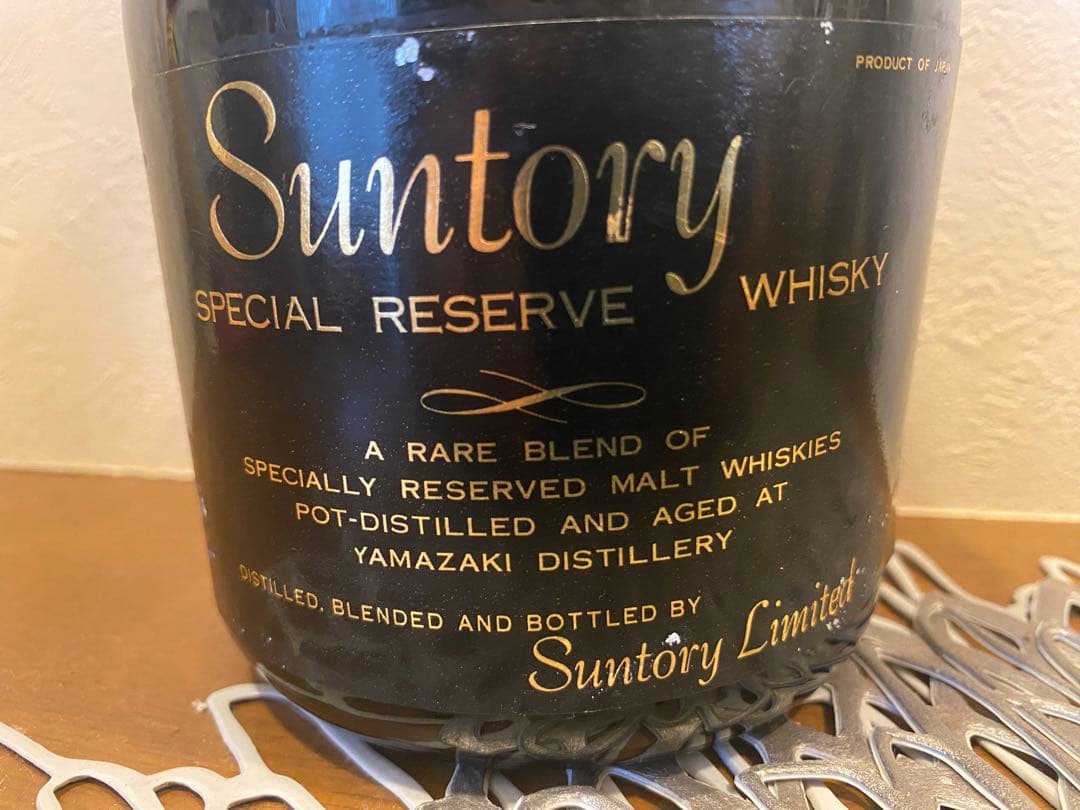 PRODUCT OF JAPAN
Suntory
SPECIAL RESERVE WHISKY
A RARE BLEND OF
SPECIALLY RESERVED MALT WHISKIES
POT-DISTILLED AND AGED AT
YAMAZAKI DISTILLERY
DISTILLED, BLENDED AND BOTTLED BY
Suntory Limited